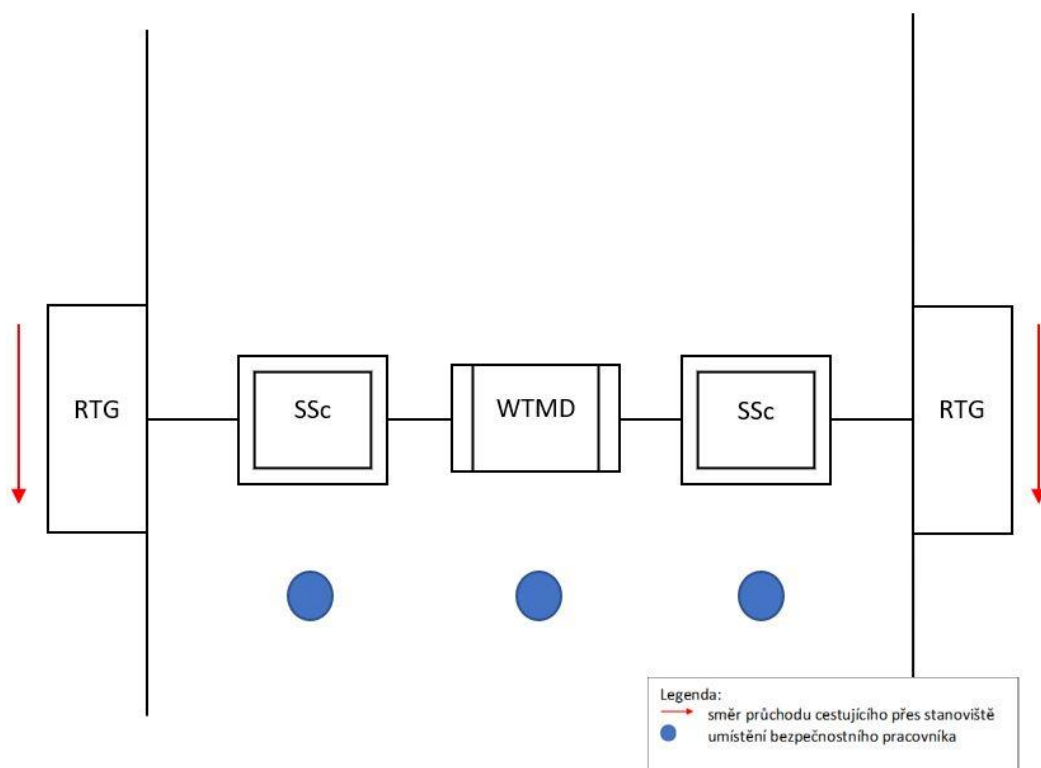 RTG
SSc
WTMD
SSc
RTG
Legenda:
směr průchodu cestujícího přes stanoviště
umístění bezpečnostního pracovníka